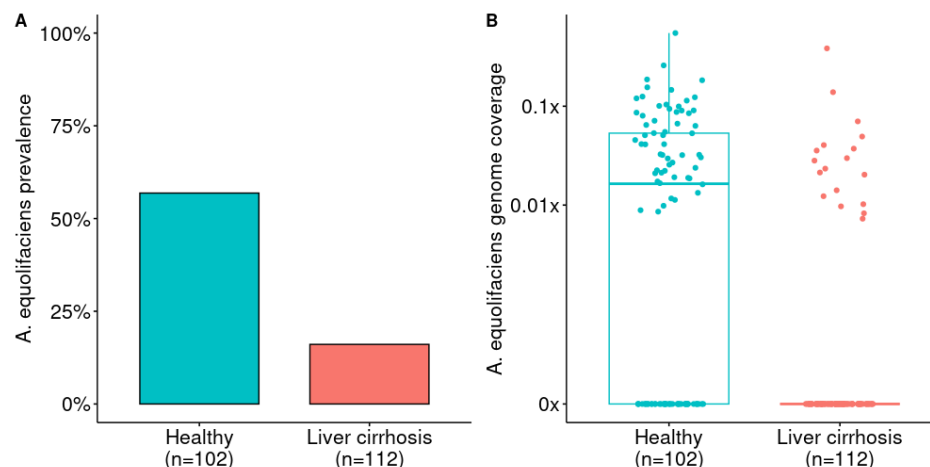 A
A. equolifaciens prevalence
100%
75%
50%
25%
0%
Healthy
(n=102)
Liver cirrhosis
(n=112)
B
A. equolifaciens genome coverage
0.1x
0.01x
0x
Healthy
(n=102)
Liver cirrhosis
(n=112)